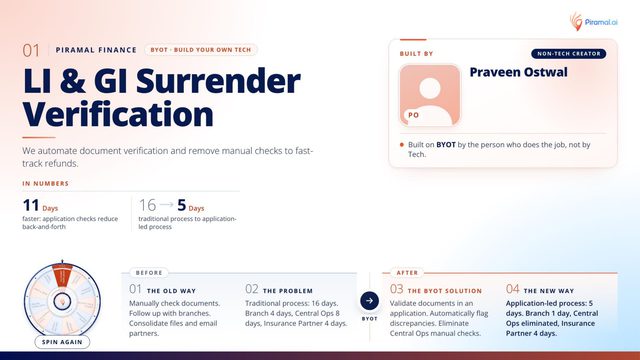 Piramal.ai
01 PIRAMAL FINANCE BYOT · BUILD YOUR OWN TECH
LI & GI Surrender
Verification
We automate document verification and remove manual checks to fast-
track refunds.
IN NUMBERS
11 Days
faster: application checks reduce
back-and-forth
16 → 5 Days
traditional process to application-
led process
BUILT BY
NON-TECH CREATOR
PO
Praveen Ostwal
Built on BYOT by the person who does the job, not by
Tech.
SPIN AGAIN
BEFORE
01 THE OLD WAY
Manually check documents.
Follow up with branches.
Consolidate files and email
partners.
02 THE PROBLEM
Traditional process: 16 days.
Branch 4 days, Central Ops 8
days, Insurance Partner 4 days.
BYOT
AFTER
03 THE BYOT SOLUTION
Validate documents in an
application. Automatically flag
discrepancies. Eliminate
Central Ops manual checks.
04 THE NEW WAY
Application-led process: 5
days. Branch 1 day, Central
Ops eliminated, Insurance
Partner 4 days.